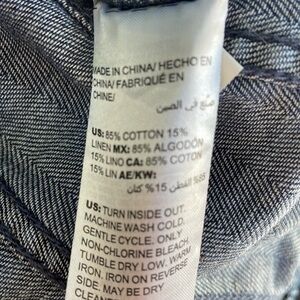 MADE IN CHINA/ HECHO EN
CHINA/ FABRIQUÉ EN
CHINE/
صنع في الصين
US: 85% COTTON 15%
LINEN MX: 85% ALGODÓN
15% LINO CA: 85% COTON
15% LIN AE/KW:
85% القطن 15% كتان
US: TURN INSIDE OUT.
MACHINE WASH COLD.
GENTLE CYCLE. ONLY
NON-CHLORINE BLEACH.
TUMBLE DRY LOW. WARM
IRON. IRON ON REVERSE
SIDE. MAY BE DRY